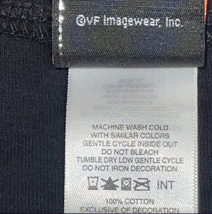 ©VF Imagewear, Inc.
MACHINE WASH COLD
WITH SIMILAR COLORS
GENTLE CYCLE INSIDE OUT
DO NOT BLEACH
TUMBLE DRY LOW GENTLE CYCLE
DO NOT IRON DECORATION
INT
100% COTTON
EXCLUSIVE OF DECORATION